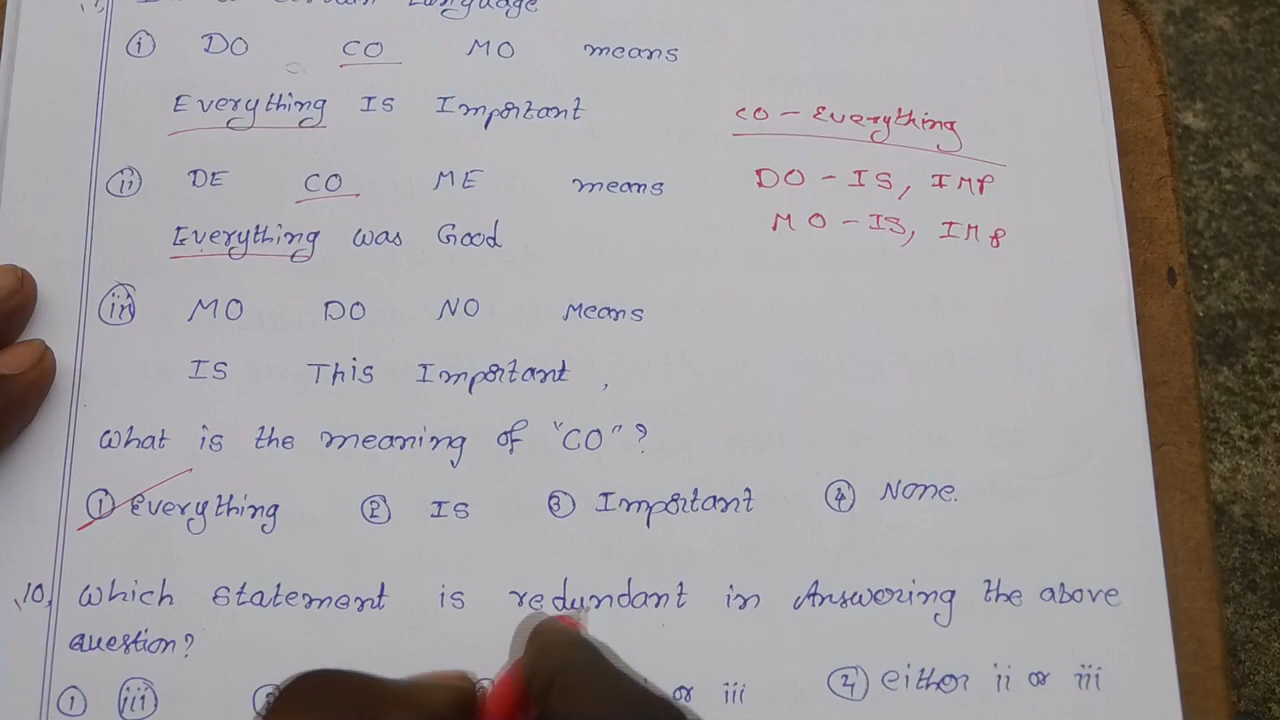 Language
(i) DO CO MO means
Everything IS Important
CO - Everything
(ii) DE CO ME means
DO - IS, IMP
Everything was Good
MO - IS, IMP
(iii) MO DO NO Means
IS This Important,
What is the meaning of "CO"?
(1) Everything (2) IS (3) Important (4) None.
10, Which statement is redundant in Answering the above
question?
(1) (iii) or iii (4) either ii or iii